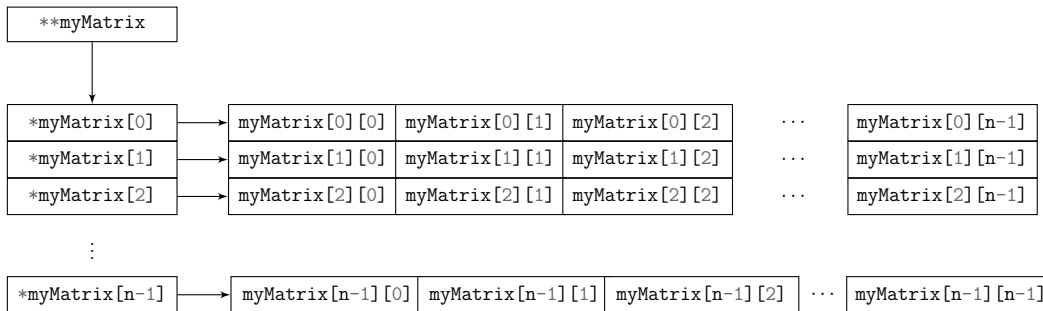 **myMatrix
*myMatrix[0] myMatrix[0][0] myMatrix[0][1] myMatrix[0][2] ⋯ myMatrix[0][n-1]
*myMatrix[1] myMatrix[1][0] myMatrix[1][1] myMatrix[1][2] ⋯ myMatrix[1][n-1]
*myMatrix[2] myMatrix[2][0] myMatrix[2][1] myMatrix[2][2] ⋯ myMatrix[2][n-1]
⋮
*myMatrix[n-1] myMatrix[n-1][0] myMatrix[n-1][1] myMatrix[n-1][2] ⋯ myMatrix[n-1][n-1]